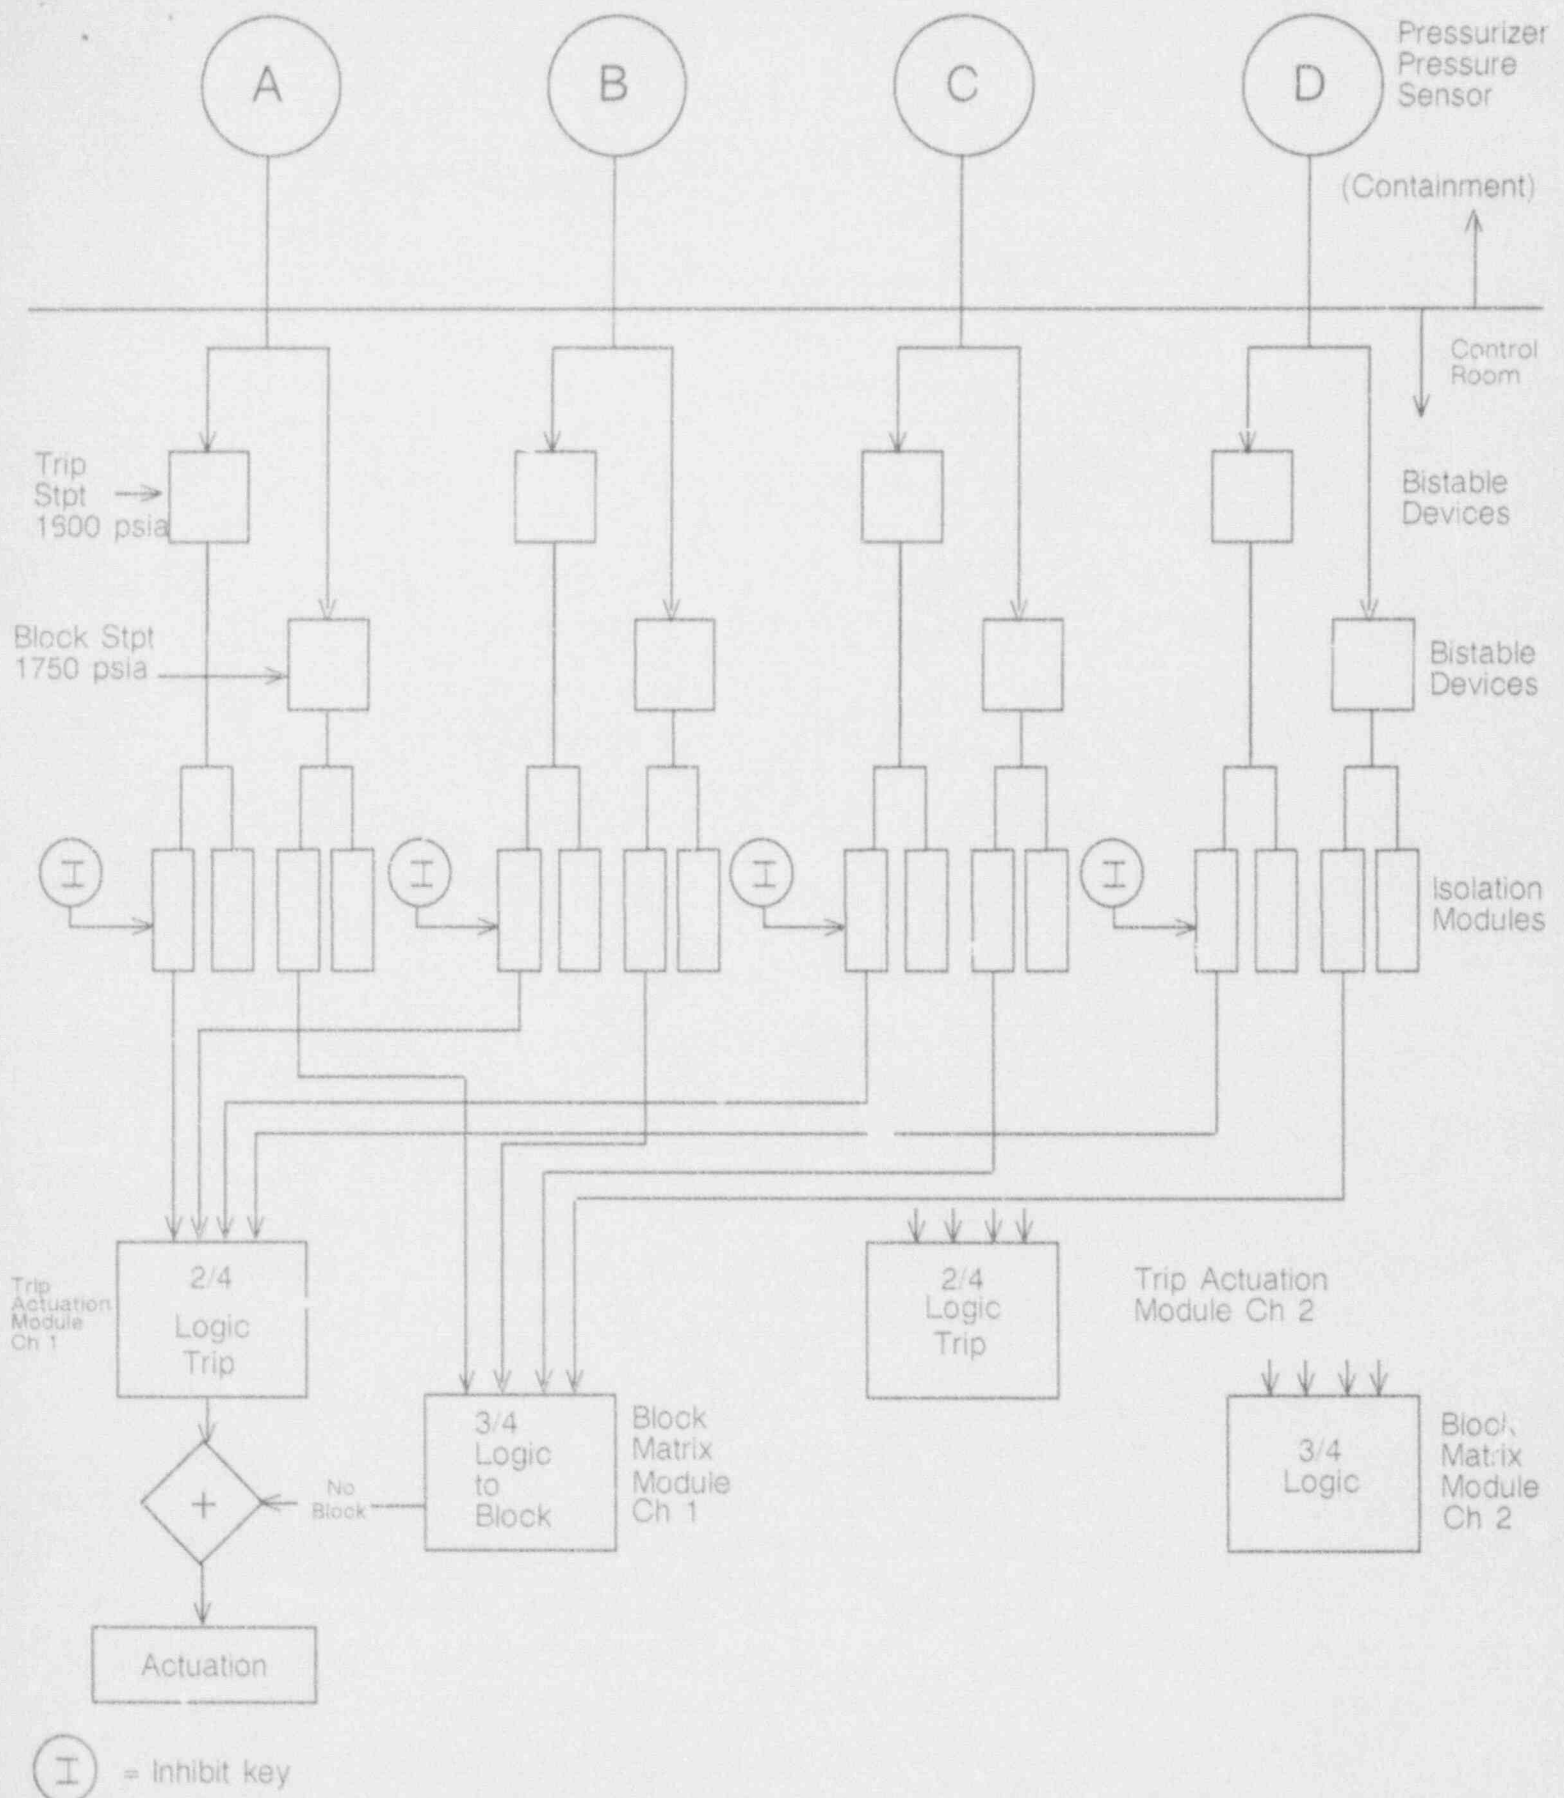 A
B
C
D
Pressurizer
Pressure
Sensor
(Containment)
Control
Room
Trip
Stpt
1600 psia
Bistable
Devices
Block Stpt
1750 psia
Bistable
Devices
I
I
I
I
Isolation
Modules
Trip
Actuation
Module
Ch 1
2/4
Logic
Trip
2/4
Logic
Trip
Trip Actuation
Module Ch 2
3/4
Logic
to
Block
Block
Matrix
Module
Ch 1
3/4
Logic
Block
Matrix
Module
Ch 2
+
No
Block
Actuation
I = Inhibit key